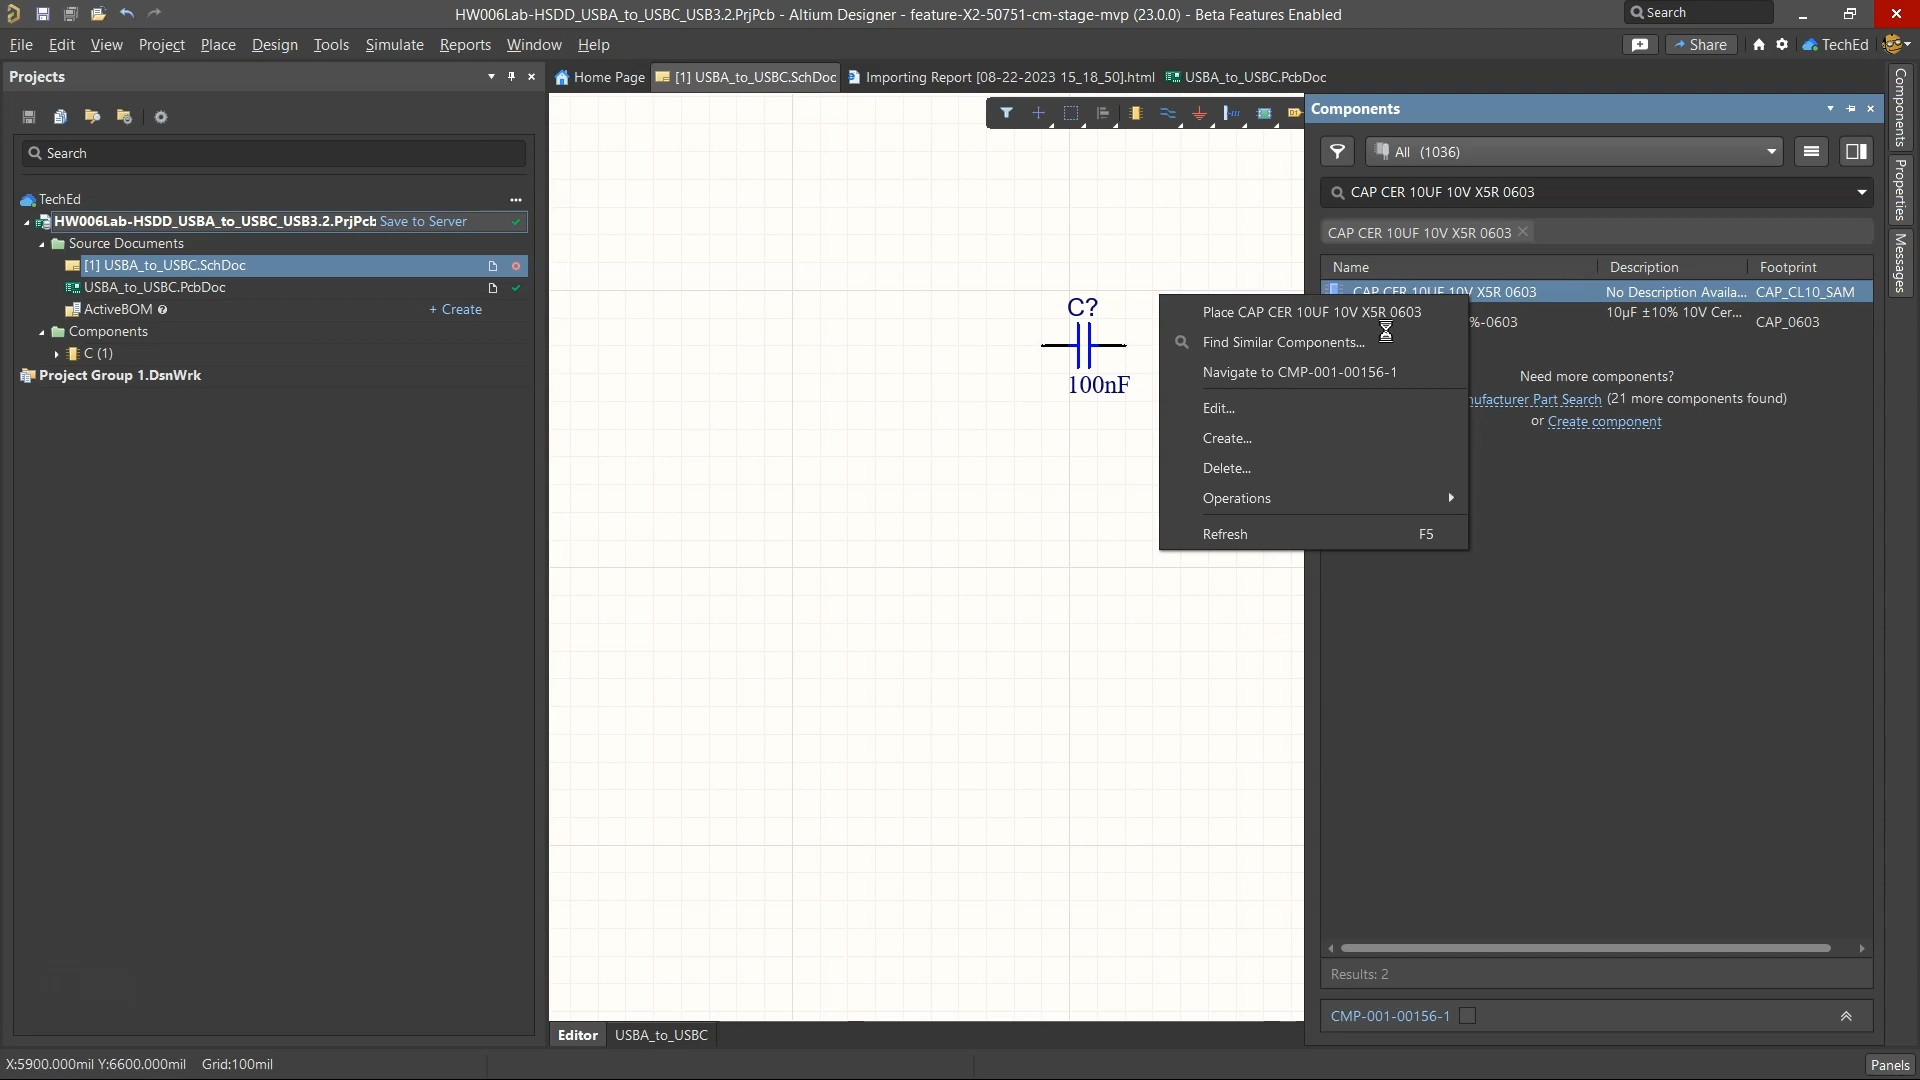 HW006Lab-HSDD_USBA_to_USBC_USB3.2.PrjPcb - Altium Designer - feature-X2-50751-cm-stage-mvp (23.0.0) - Beta Features Enabled
Search
File Edit View Project Place Design Tools Simulate Reports Window Help
Share TechEd
Projects
Home Page [1] USBA_to_USBC.SchDoc Importing Report [08-22-2023 15_18_50].html USBA_to_USBC.PcbDoc
Search
TechEd
HW006Lab-HSDD_USBA_to_USBC_USB3.2.PrjPcb Save to Server
Source Documents
[1] USBA_to_USBC.SchDoc
USBA_to_USBC.PcbDoc
ActiveBOM + Create
Components
C (1)
Project Group 1.DsnWrk
C?
100nF
Place CAP CER 10UF 10V X5R 0603
Find Similar Components...
Navigate to CMP-001-00156-1
Edit...
Create...
Delete...
Operations
Refresh F5
Components
All (1036)
CAP CER 10UF 10V X5R 0603
CAP CER 10UF 10V X5R 0603
Name Description Footprint
CAP CER 10UF 10V X5R 0603 No Description Availa... CAP_CL10_SAM
%-0603 10µF ±10% 10V Cer... CAP_0603
Need more components?
nufacturer Part Search (21 more components found)
or Create component
Results: 2
CMP-001-00156-1
Components
Properties
Messages
Editor USBA_to_USBC
X:5900.000mil Y:6600.000mil Grid:100mil
Panels